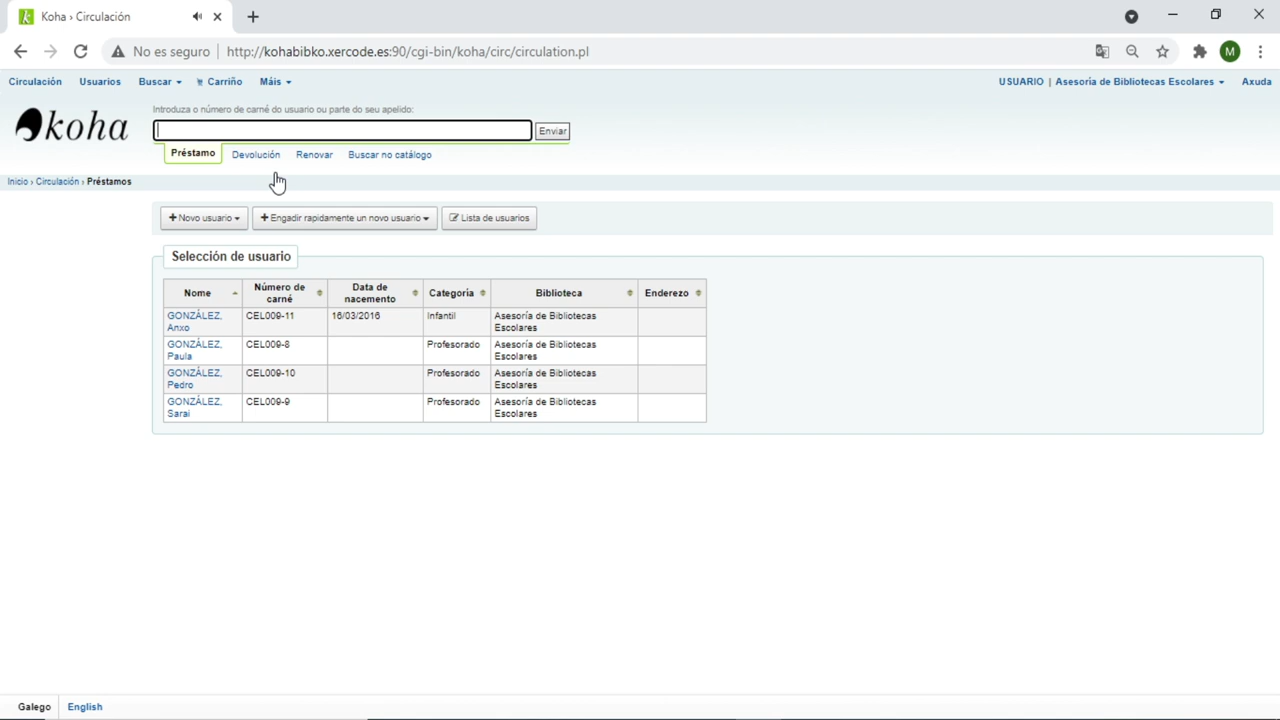 Koha › Circulación
No es seguro
http://kohabibko.xercode.es:90/cgi-bin/koha/circ/circulation.pl
M
Circulación Usuarios Buscar Carriño Máis USUARIO | Asesoría de Bibliotecas Escolares Axuda
koha
Introduza o número de carné do usuario ou parte do seu apelido:
Enviar
Préstamo Devolución Renovar Buscar no catálogo
Inicio › Circulación › Préstamos
+ Novo usuario + Engadir rapidamente un novo usuario Lista de usuarios
Selección de usuario
Nome Número de carné Data de nacemento Categoría Biblioteca Enderezo
GONZÁLEZ, Anxo CEL009-11 16/03/2016 Infantil Asesoría de Bibliotecas Escolares
GONZÁLEZ, Paula CEL009-8 Profesorado Asesoría de Bibliotecas Escolares
GONZÁLEZ, Pedro CEL009-10 Profesorado Asesoría de Bibliotecas Escolares
GONZÁLEZ, Sarai CEL009-9 Profesorado Asesoría de Bibliotecas Escolares
Galego English